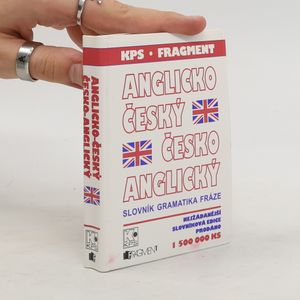 KPS • FRAGMENT
ANGLICKO
ČESKÝ
ČESKO
ANGLICKÝ
SLOVNÍK GRAMATIKA FRÁZE
NEJŽÁDANĚJŠÍ
SLOVNÍKOVÁ EDICE
PRODÁNO
1 500 000 KS
FRAGMENT
ANGLICKO-ČESKÝ
ČESKO-ANGLICKÝ